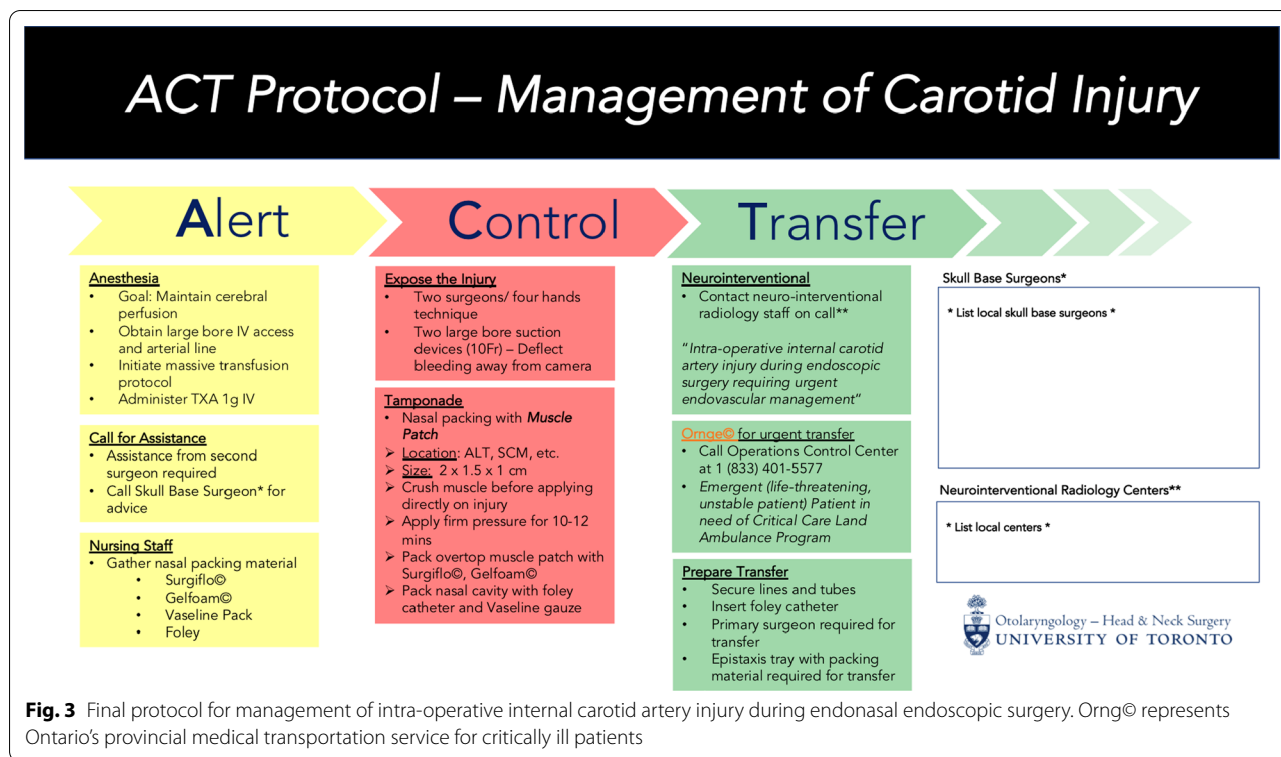 ACT Protocol – Management of Carotid Injury
Alert
Anesthesia
• Goal: Maintain cerebral
perfusion
• Obtain large bore IV access
and arterial line
• Initiate massive transfusion
protocol
• Administer TXA 1g IV
Call for Assistance
• Assistance from second
surgeon required
• Call Skull Base Surgeon* for
advice
Nursing Staff
• Gather nasal packing material
• Surgiflo©
• Gelfoam©
• Vaseline Pack
• Foley
Control
Expose the Injury
• Two surgeons/ four hands
technique
• Two large bore suction
devices (10Fr) – Deflect
bleeding away from camera
Tamponade
• Nasal packing with Muscle
Patch
➢ Location: ALT, SCM, etc.
➢ Size: 2 x 1.5 x 1 cm
➢ Crush muscle before applying
directly on injury
➢ Apply firm pressure for 10-12
mins
➢ Pack overtop muscle patch with
Surgiflo©, Gelfoam©
➢ Pack nasal cavity with foley
catheter and Vaseline gauze
Transfer
Neurointerventional
• Contact neuro-interventional
radiology staff on call**
"Intra-operative internal carotid
artery injury during endoscopic
surgery requiring urgent
endovascular management"
Ornge© for urgent transfer
• Call Operations Control Center
at 1 (833) 401-5577
• Emergent (life-threatening,
unstable patient) Patient in
need of Critical Care Land
Ambulance Program
Prepare Transfer
• Secure lines and tubes
• Insert foley catheter
• Primary surgeon required for
transfer
• Epistaxis tray with packing
material required for transfer
Skull Base Surgeons*
* List local skull base surgeons *
Neurointerventional Radiology Centers**
* List local centers *
Otolaryngology – Head & Neck Surgery
UNIVERSITY OF TORONTO
Fig. 3 Final protocol for management of intra-operative internal carotid artery injury during endonasal endoscopic surgery. Orng© represents
Ontario's provincial medical transportation service for critically ill patients